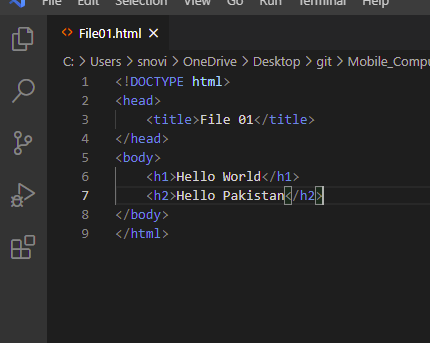 File Edit Selection View Go Run Terminal Help
File01.html
C: > Users > snovi > OneDrive > Desktop > git >
1 <!DOCTYPE html>
2 <head>
3     <title>File 01</title>
4 </head>
5 <body>
6     <h1>Hello World</h1>
7     <h2>Hello Pakistan</h2>
8 </body>
9 </html>